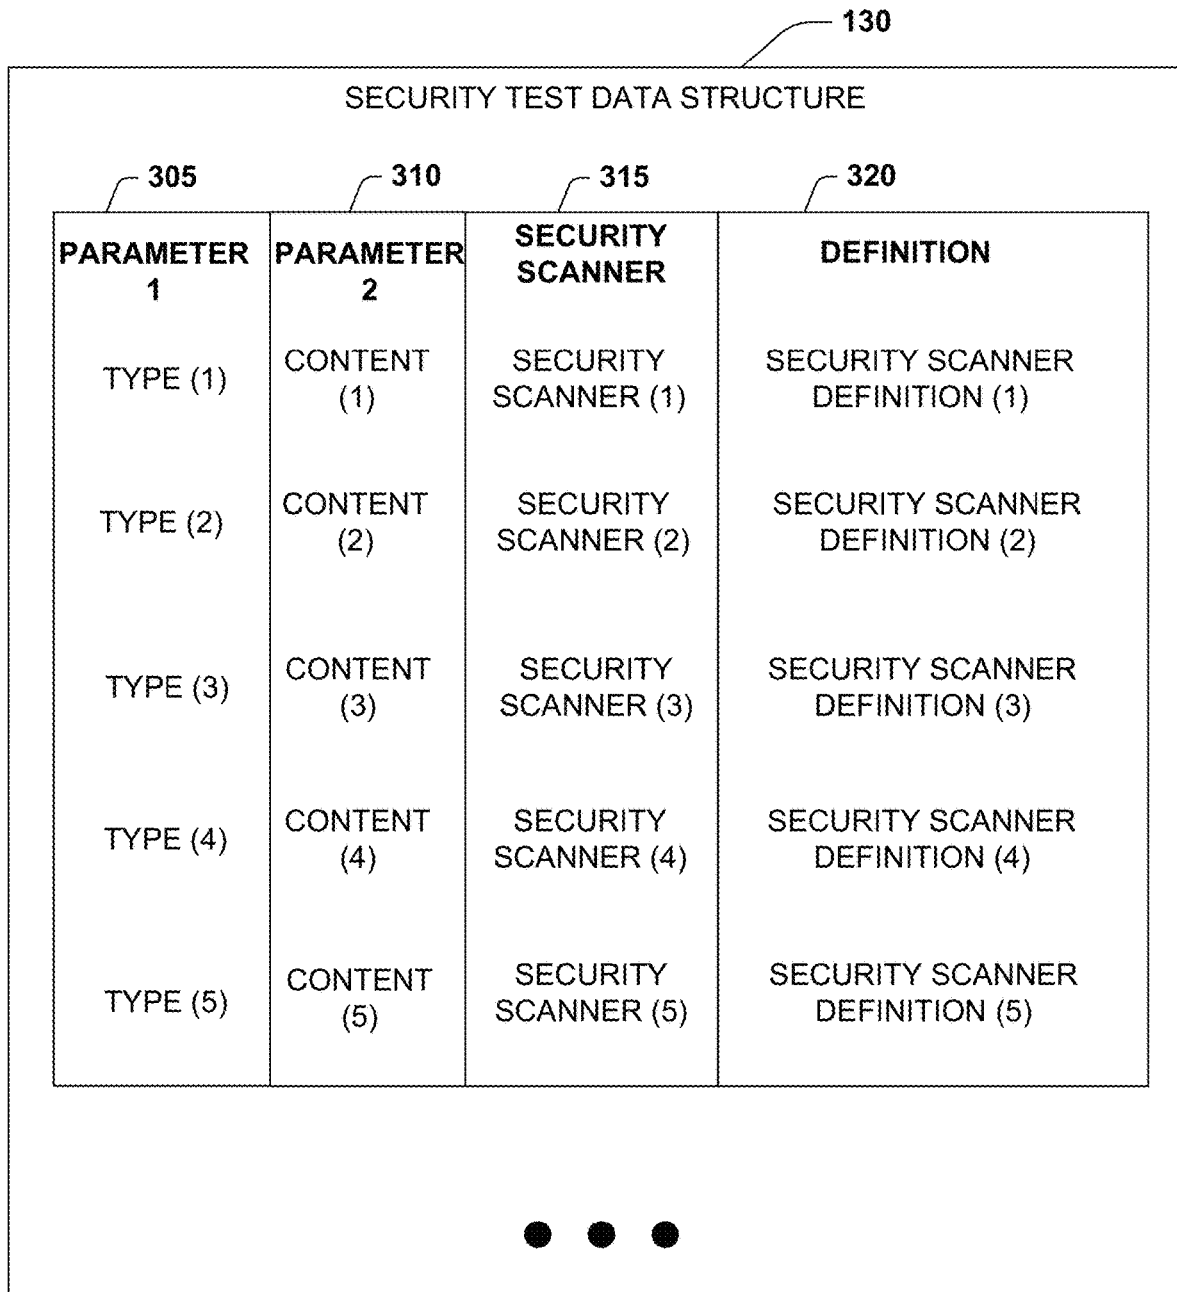 130
SECURITY TEST DATA STRUCTURE
305
310
315
320
PARAMETER
1
PARAMETER
2
SECURITY
SCANNER
DEFINITION
TYPE (1)
CONTENT
(1)
SECURITY
SCANNER (1)
SECURITY SCANNER
DEFINITION (1)
TYPE (2)
CONTENT
(2)
SECURITY
SCANNER (2)
SECURITY SCANNER
DEFINITION (2)
TYPE (3)
CONTENT
(3)
SECURITY
SCANNER (3)
SECURITY SCANNER
DEFINITION (3)
TYPE (4)
CONTENT
(4)
SECURITY
SCANNER (4)
SECURITY SCANNER
DEFINITION (4)
TYPE (5)
CONTENT
(5)
SECURITY
SCANNER (5)
SECURITY SCANNER
DEFINITION (5)